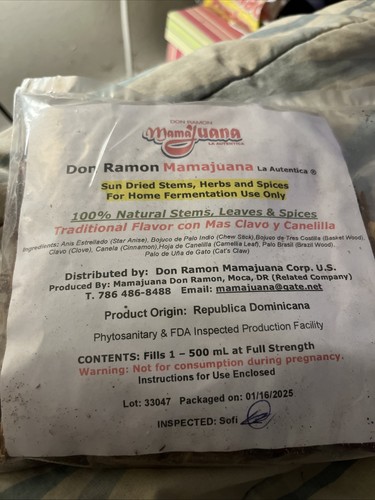 DON RAMON
MamaJuana
LA AUTENTICA
Don Ramon Mamajuana La Autentica ®
Sun Dried Stems, Herbs and Spices
For Home Fermentation Use Only
100% Natural Stems, Leaves & Spices
Traditional Flavor con Mas Clavo y Canelilla
Ingredients: Anis Estrellado (Star Anise), Bojuco de Palo Indio (Chew Stick), Bojuso de Tres Custilla (Basket Wood),
Clavo (Clove), Canela (Cinnamon), Hoja de Canelilla (Camellia Leaf), Palo Brasil (Brazil Wood),
Palo de Uña de Gato (Cat's Claw)
Distributed by: Don Ramon Mamajuana Corp. U.S.
Produced By: Mamajuana Don Ramon, Moca, DR (Related Company)
T. 786 486-8488 Email: mamajuana@gate.net
Product Origin: Republica Dominicana
Phytosanitary & FDA Inspected Production Facility
CONTENTS: Fills 1 – 500 mL at Full Strength
Warning: Not for consumption during pregnancy.
Instructions for Use Enclosed
Lot: 33047 Packaged on: 01/16/2025
INSPECTED: Sofi